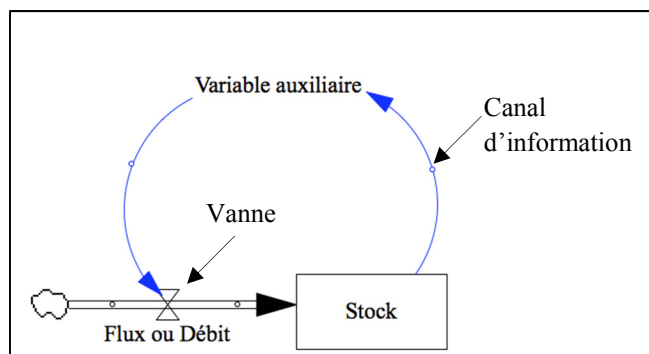 Variable auxiliaire
Canal
d’information
Vanne
Flux ou Débit
Stock